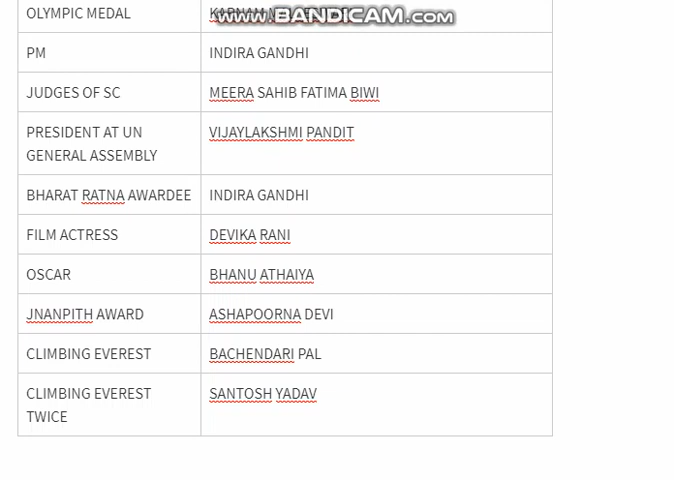 www.BANDICAM.com
OLYMPIC MEDAL
PM INDIRA GANDHI
JUDGES OF SC MEERA SAHIB FATIMA BIWI
PRESIDENT AT UN VIJAYLAKSHMI PANDIT
GENERAL ASSEMBLY
BHARAT RATNA AWARDEE INDIRA GANDHI
FILM ACTRESS DEVIKA RANI
OSCAR BHANU ATHAIYA
JNANPITH AWARD ASHAPOORNA DEVI
CLIMBING EVEREST BACHENDARI PAL
CLIMBING EVEREST SANTOSH YADAV
TWICE